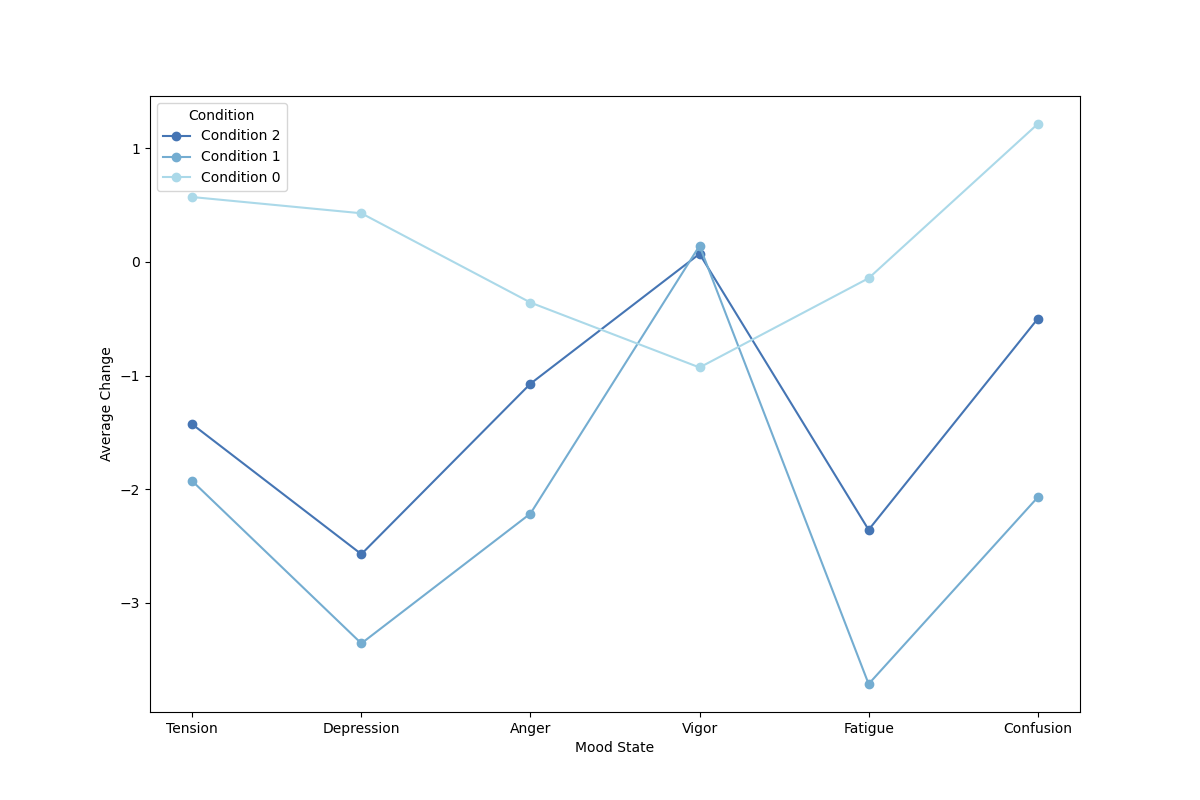 Condition
Condition 2
Condition 1
Condition 0
1
0
−1
−2
−3
Average Change
Tension Depression Anger Vigor Fatigue Confusion
Mood State